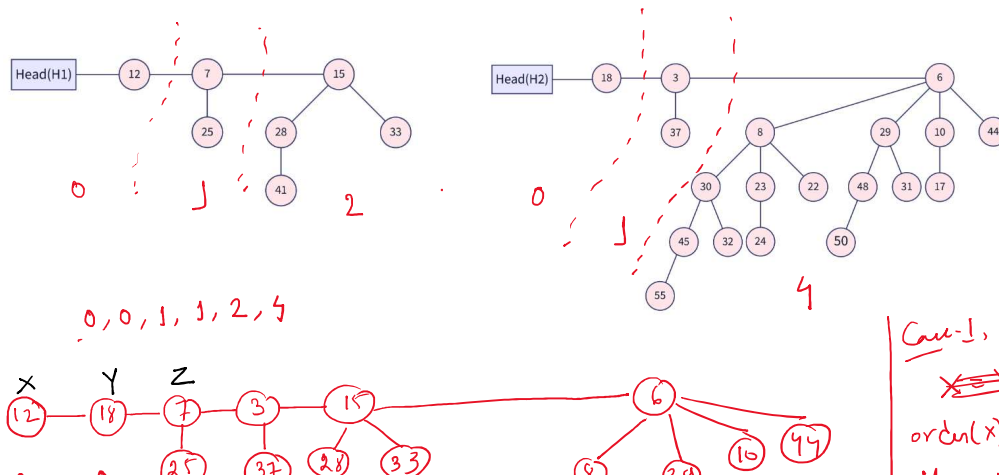 Head(H1) 12 7 15
Head(H2) 18 3 6
25 28 33
37 8 29 10 44
41
30 23 22 48 31 17
0 1 2
0 1 4
45 32 24 50
55
0, 0, 1, 1, 2, 4
Case-1,
X Y Z
12 18 7 3 15 6
order(X)
25 37 28 33 8 29 10 44